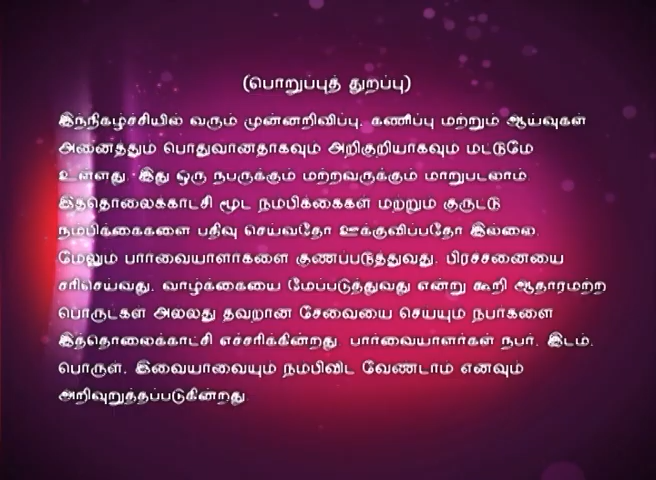 (பொறுப்புத் துறப்பு)
இந்நிகழ்ச்சியில் வரும் முன்னறிவிப்பு, கணிப்பு மற்றும் ஆய்வுகள்
அனைத்தும் பொதுவானதாகவும் அறிகுறியாகவும் மட்டுமே
உள்ளது. இது ஒரு நபருக்கும் மற்றவருக்கும் மாறுபடலாம்
இத்தொலைக்காட்சி மூட நம்பிக்கைகள் மற்றும் குருட்டு
நம்பிக்கைகளை பதிவு செய்வதோ ஊக்குவிப்பதோ இல்லை.
மேலும் பார்வையாளர்களை குணப்படுத்துவது, பிரச்சனையை
சரிசெய்வது, வாழ்க்கையை மேம்படுத்துவது என்று கூறி ஆதாரமற்ற
பொருட்கள் அல்லது தவறான சேவையை செய்யும் நபர்களை
இந்தொலைக்காட்சி எச்சரிக்கின்றது. பார்வையாளர்கள் நபர், இடம்,
பொருள், இவையாவையும் நம்பிவிட வேண்டாம் எனவும்
அறிவுறுத்தப்படுகின்றது.